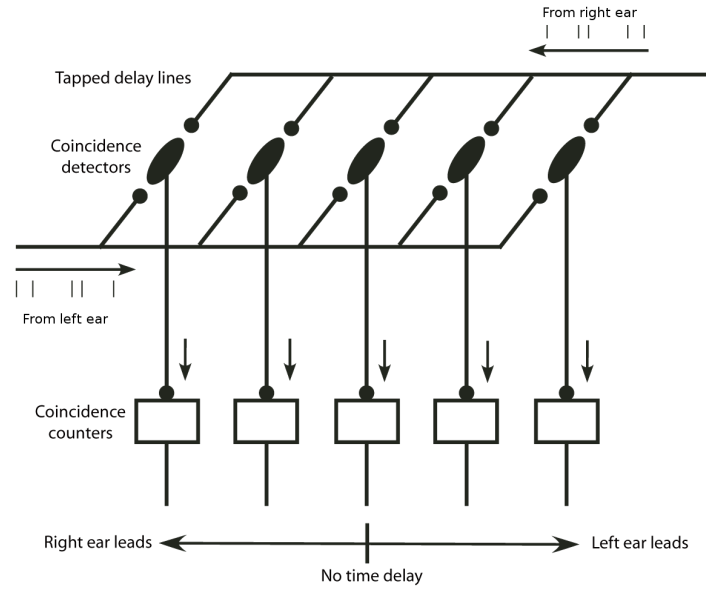 From right ear
Tapped delay lines
Coincidence
detectors
From left ear
Coincidence
counters
Right ear leads
Left ear leads
No time delay